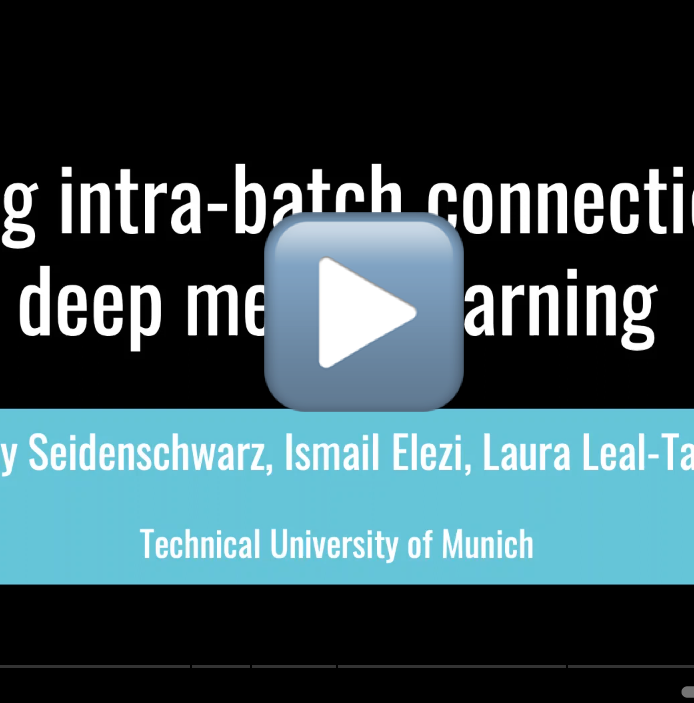 g intra-batch connectio
deep me arning
y Seidenschwarz, Ismail Elezi, Laura Leal-Ta
Technical University of Munich